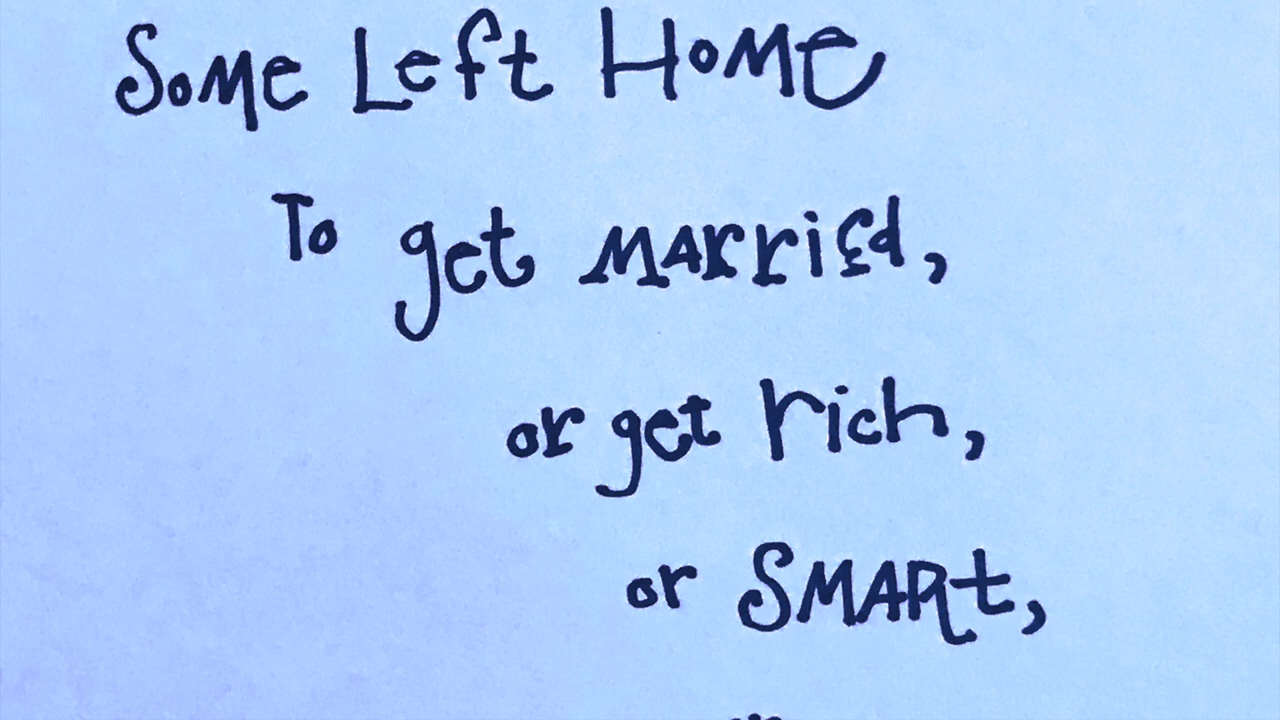 Some Left Home
To get married,
or get rich,
or SMARt,